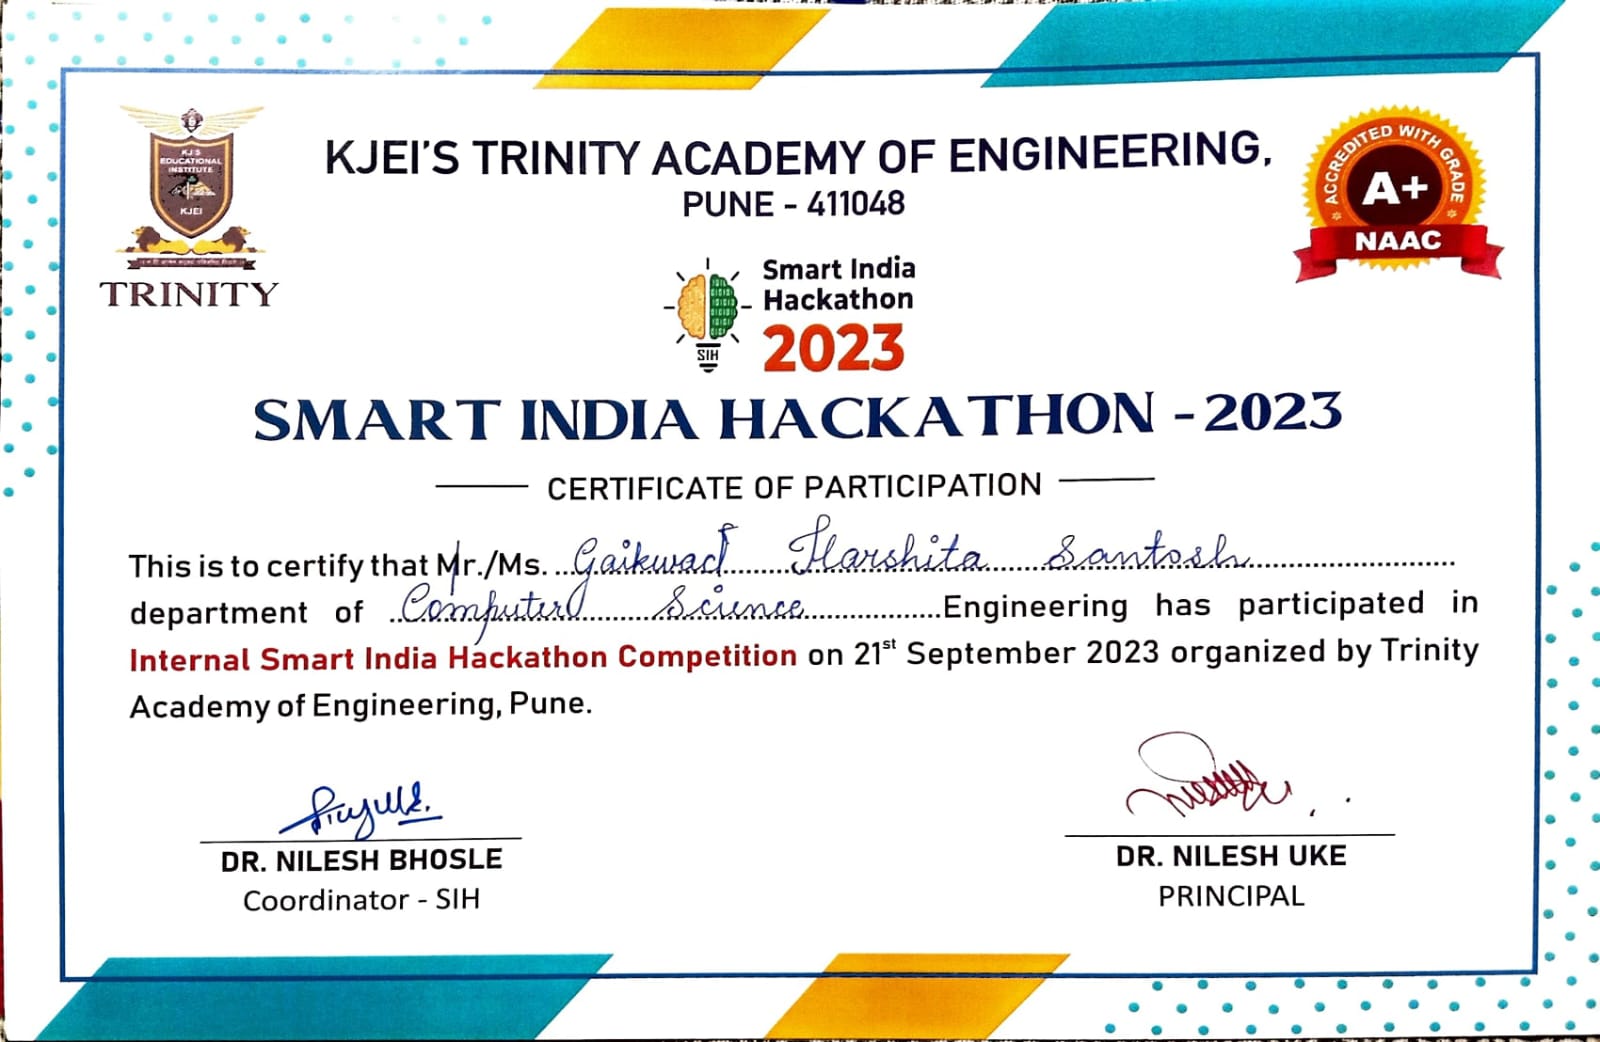 KJ'S
EDUCATIONAL
INSTITUTE
KJEI
TRINITY
KJEI'S TRINITY ACADEMY OF ENGINEERING,
PUNE - 411048
ACCREDITED WITH GRADE
A+
NAAC
SIH
Smart India
Hackathon
2023
SMART INDIA HACKATHON - 2023
CERTIFICATE OF PARTICIPATION
This is to certify that Mr./Ms. Gaikwad Harshita Santosh
department of Computer Science Engineering has participated in
Internal Smart India Hackathon Competition on 21st September 2023 organized by Trinity
Academy of Engineering, Pune.
DR. NILESH BHOSLE
Coordinator - SIH
DR. NILESH UKE
PRINCIPAL